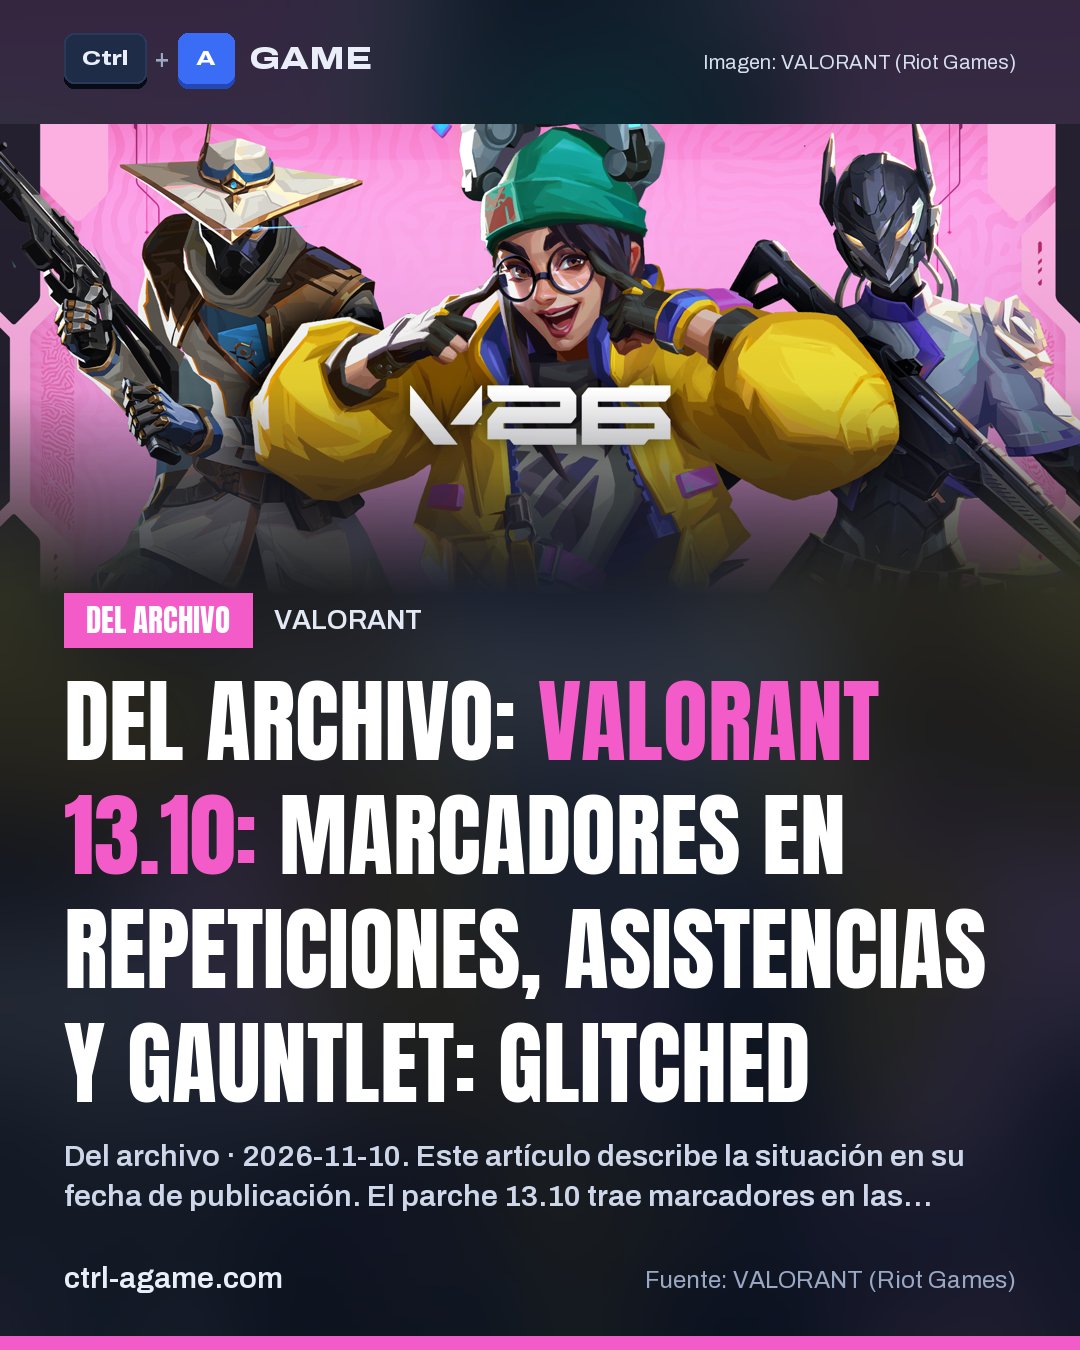 Ctrl + A GAME
Imagen: VALORANT (Riot Games)
V26
DEL ARCHIVO VALORANT
DEL ARCHIVO: VALORANT
13.10: MARCADORES EN
REPETICIONES, ASISTENCIAS
Y GAUNTLET: GLITCHED
Del archivo · 2026-11-10. Este artículo describe la situación en su
fecha de publicación. El parche 13.10 trae marcadores en las...
ctrl-agame.com
Fuente: VALORANT (Riot Games)